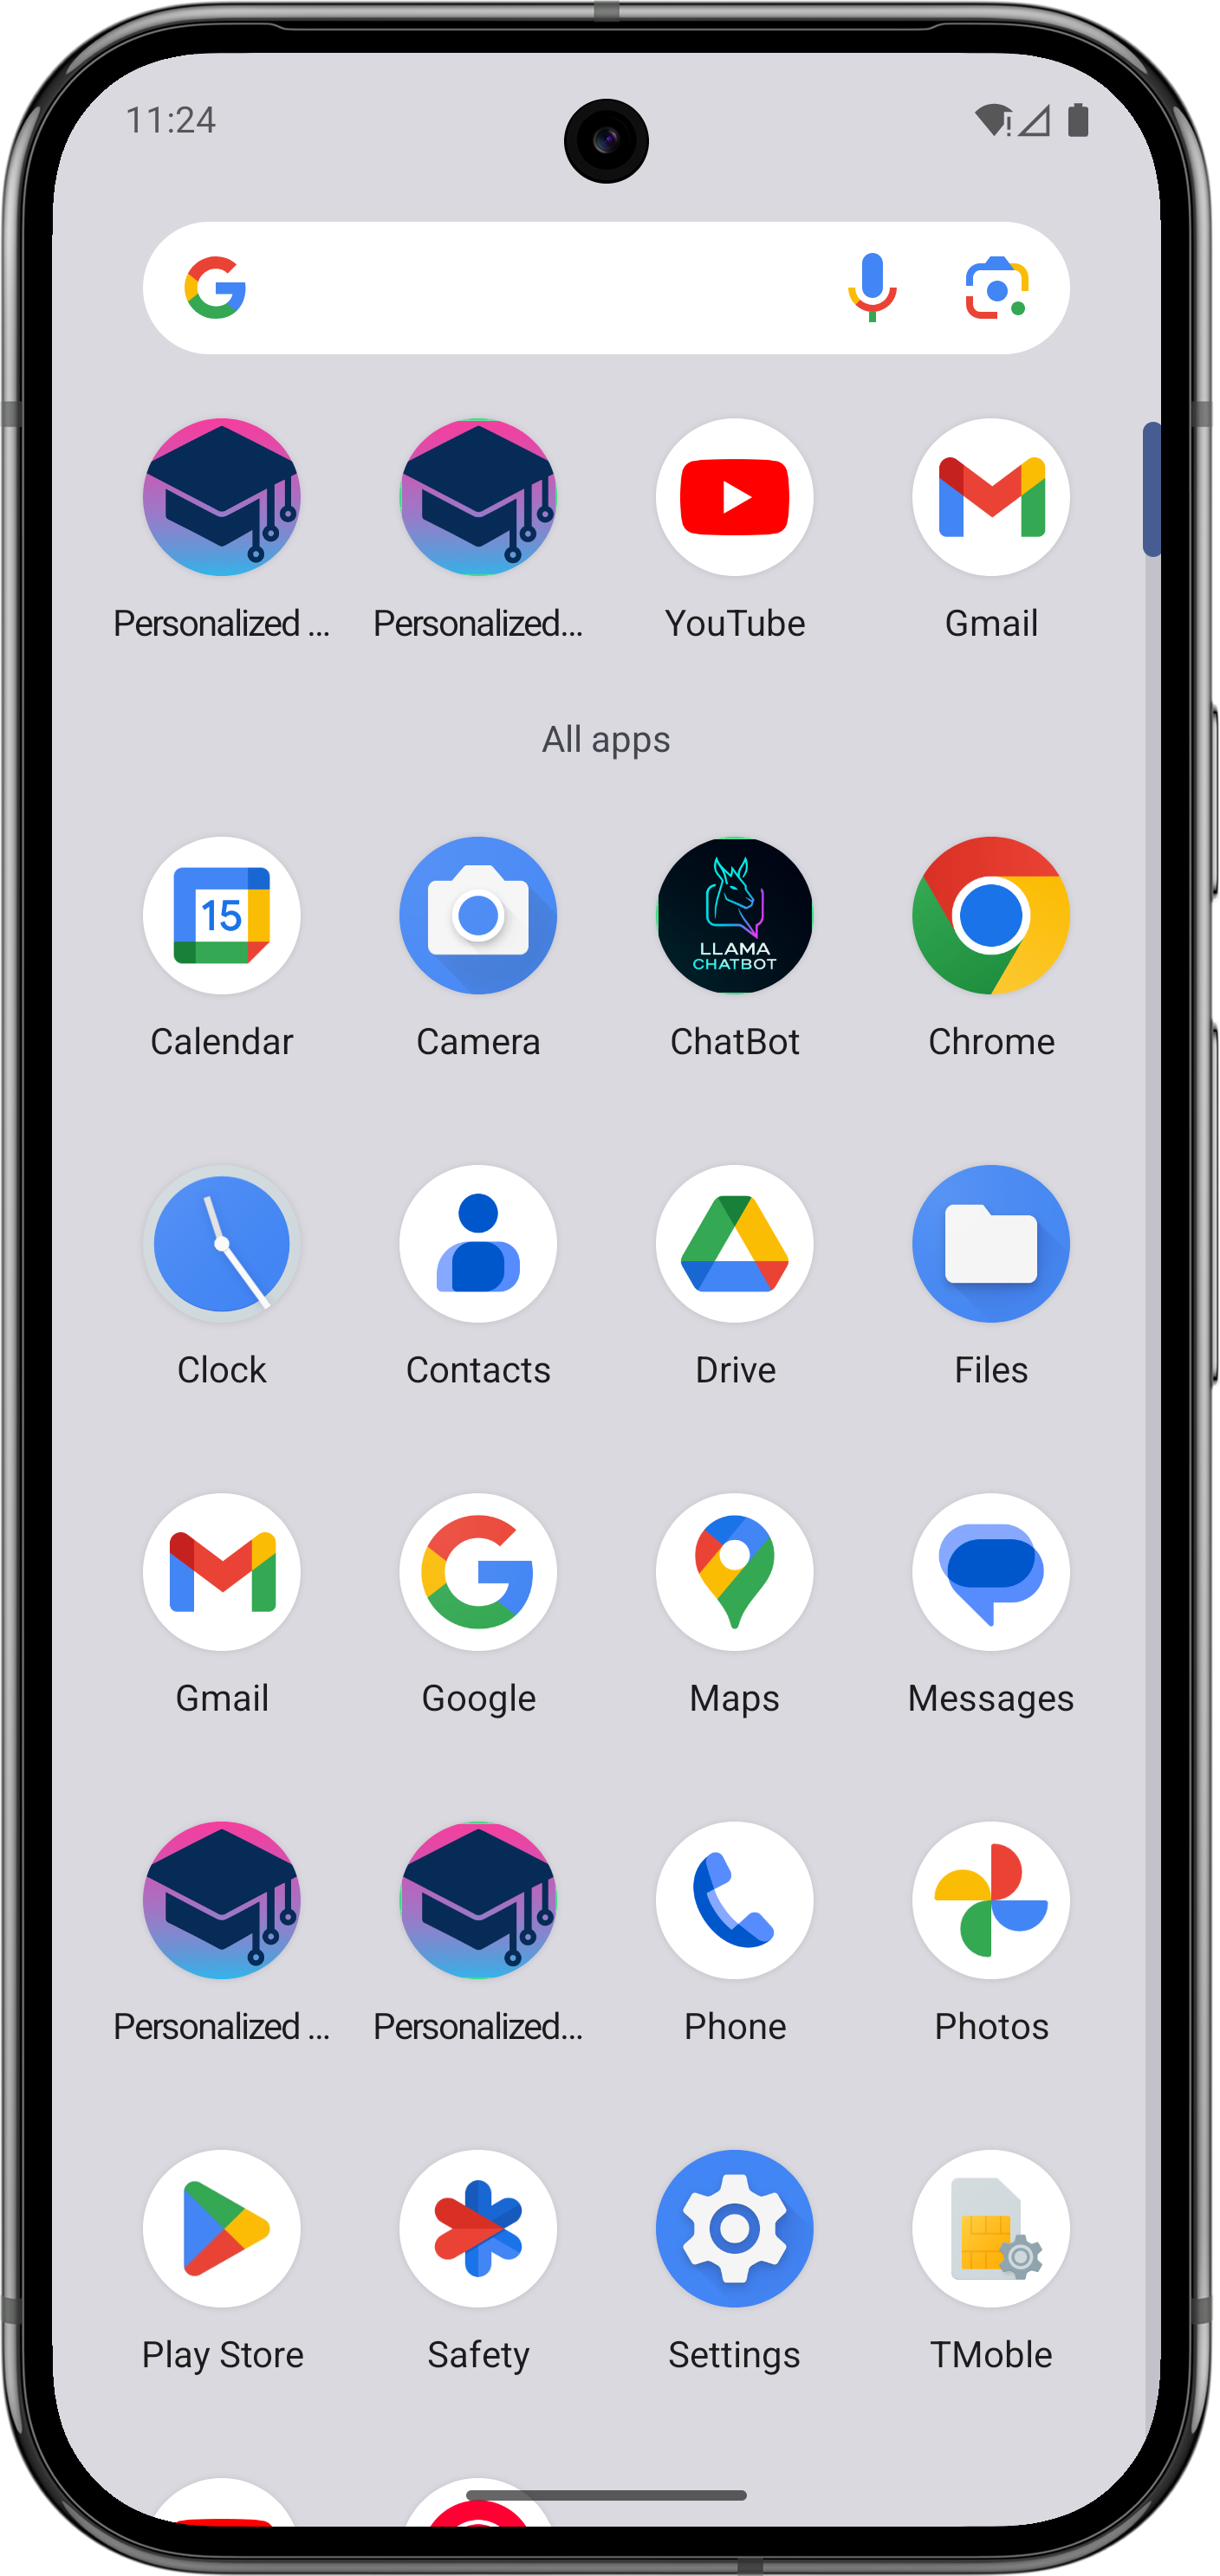 11:24
Personalized ...
Personalized...
YouTube
Gmail
All apps
15
LLAMA
CHATBOT
Calendar
Camera
ChatBot
Chrome
Clock
Contacts
Drive
Files
Gmail
Google
Maps
Messages
Personalized ...
Personalized...
Phone
Photos
Play Store
Safety
Settings
TMoble